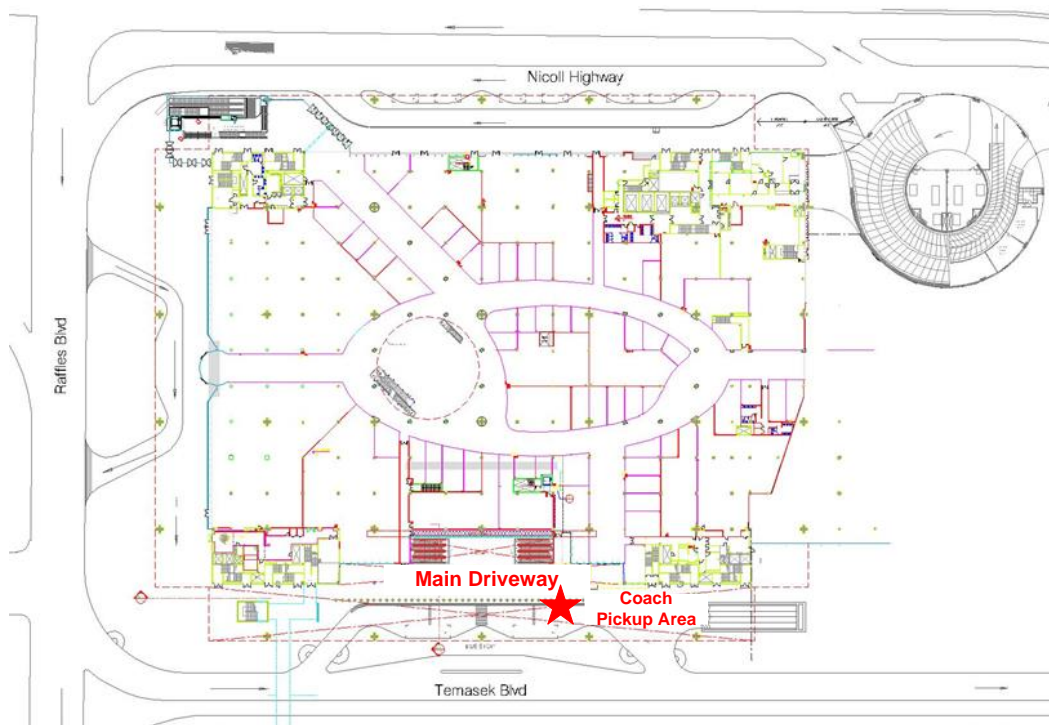 Nicoll Highway
Raffles Blvd
Main Driveway
Coach
Pickup Area
Temasek Blvd